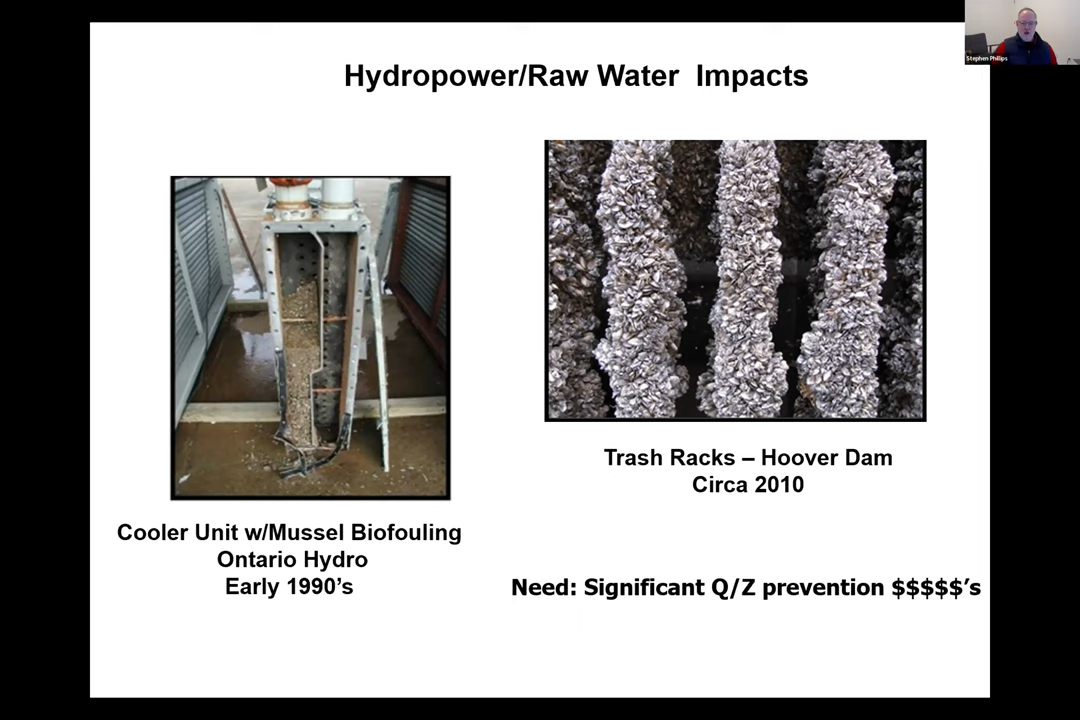 Stephen Phillips
Hydropower/Raw Water Impacts
Trash Racks – Hoover Dam
Circa 2010
Cooler Unit w/Mussel Biofouling
Ontario Hydro
Early 1990’s
Need: Significant Q/Z prevention $$$$$’s